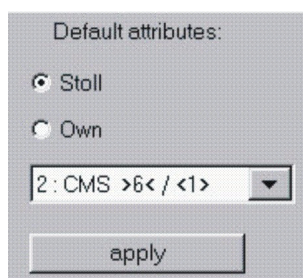 Default attributes:
Stoll
Own
2 : CMS >6< / <1>
apply